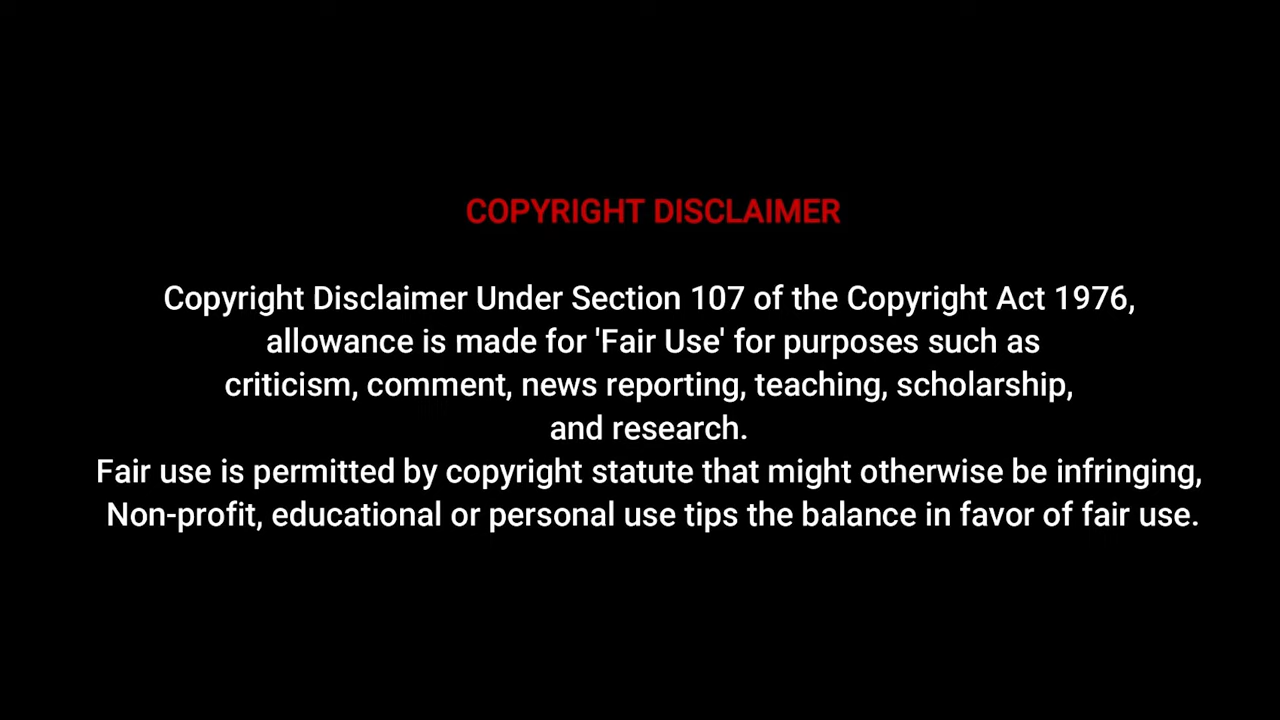 COPYRIGHT DISCLAIMER
Copyright Disclaimer Under Section 107 of the Copyright Act 1976,
allowance is made for 'Fair Use' for purposes such as
criticism, comment, news reporting, teaching, scholarship,
and research.
Fair use is permitted by copyright statute that might otherwise be infringing,
Non-profit, educational or personal use tips the balance in favor of fair use.